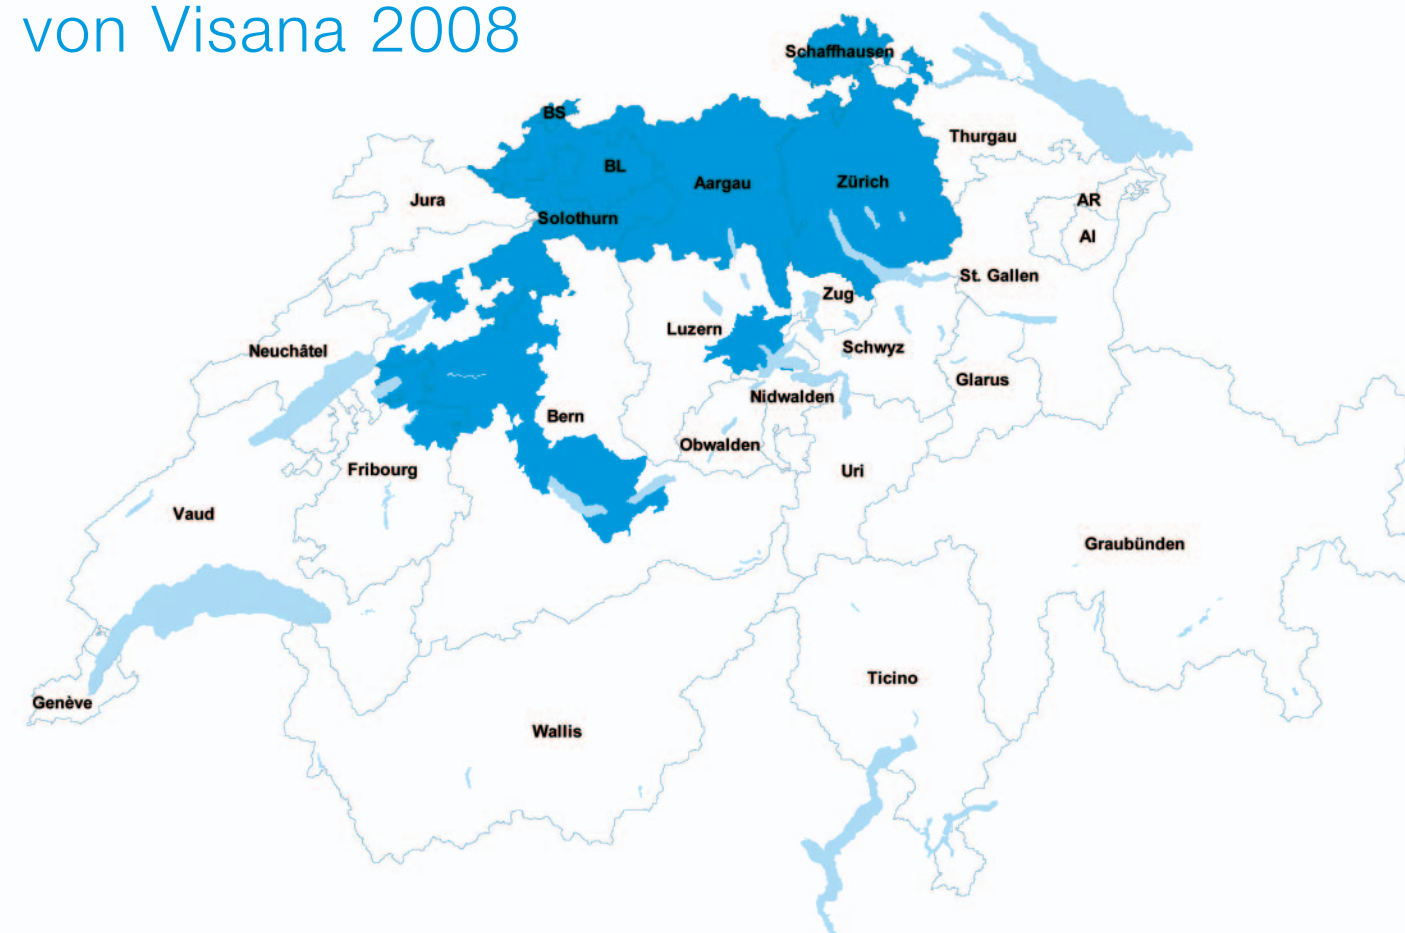 von Visana 2008
Schaffhausen
BS
Thurgau
BL
Aargau
Zürich
Jura
AR
Solothurn
AI
St. Gallen
Zug
Luzern
Schwyz
Neuchâtel
Glarus
Nidwalden
Bern
Obwalden
Fribourg
Uri
Vaud
Graubünden
Ticino
Genève
Wallis